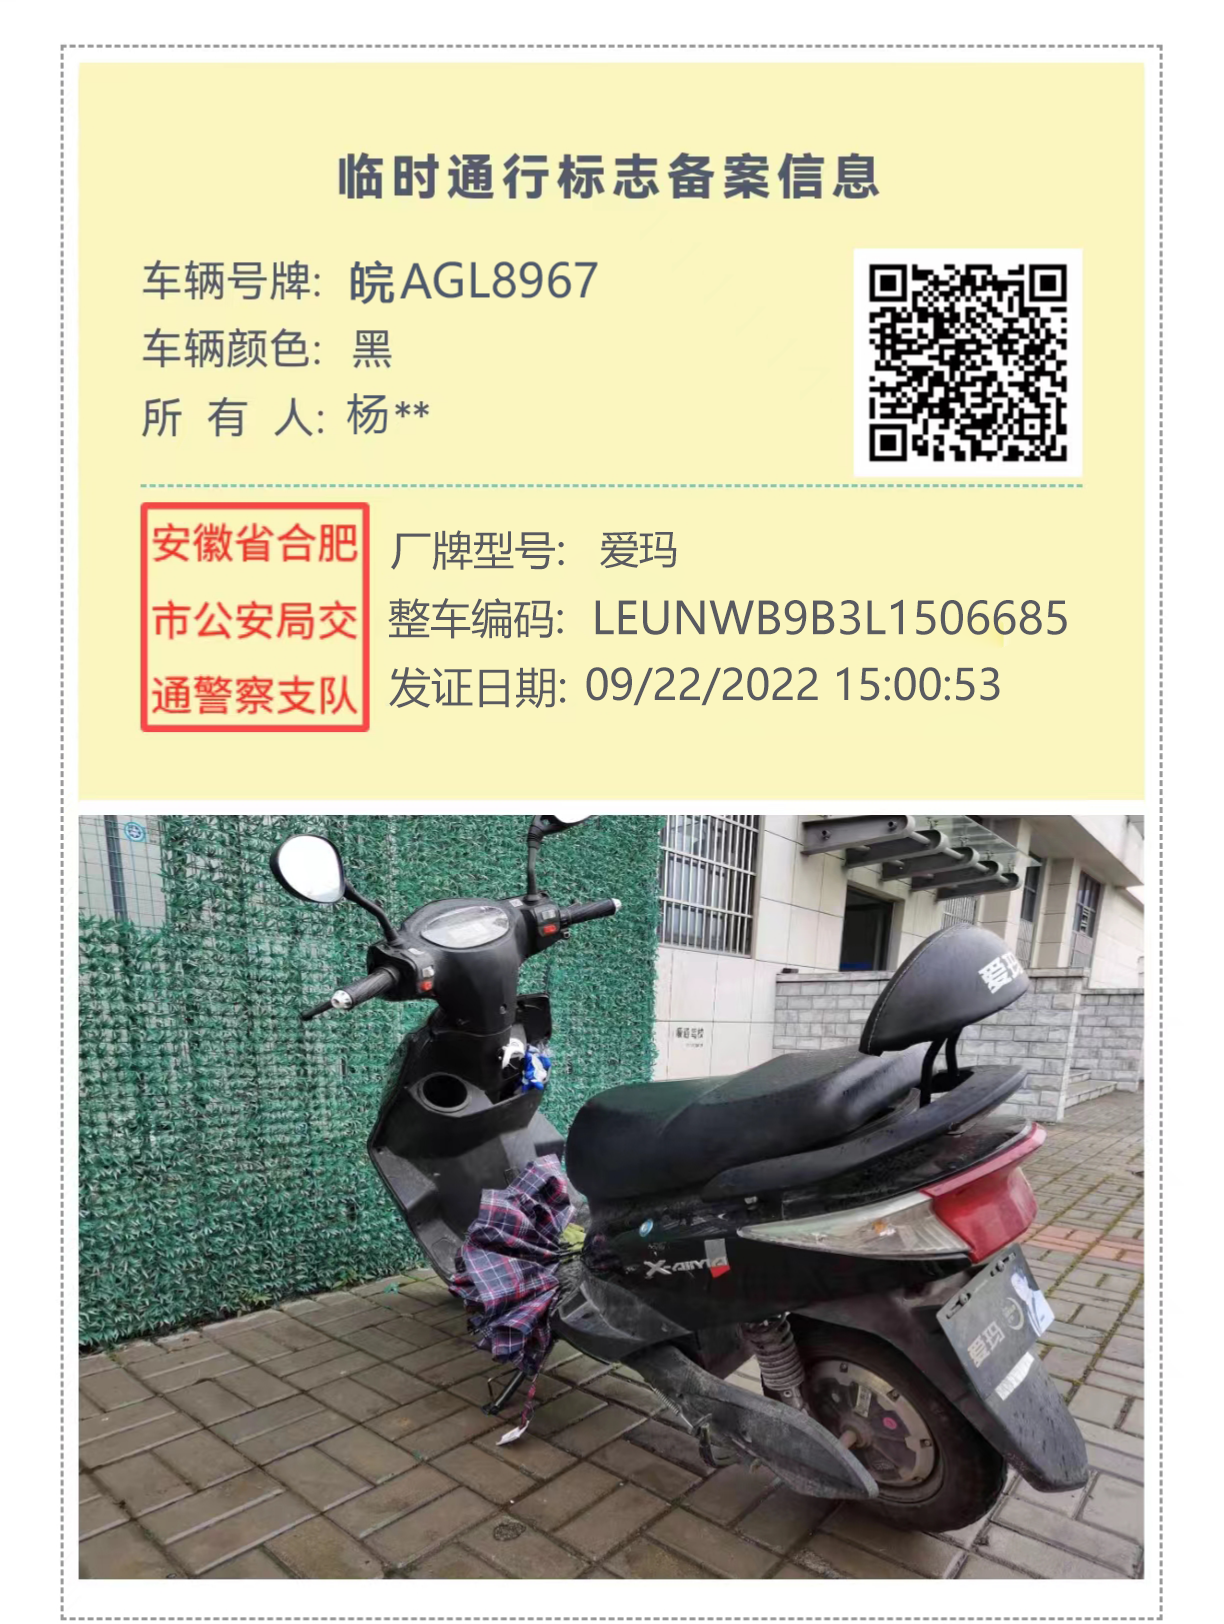 临时通行标志备案信息
车辆号牌: 皖AGL8967
车辆颜色: 黑
所 有 人: 杨**
安徽省合肥
市公安局交
通警察支队
厂牌型号: 爱玛
整车编码: LEUNWB9B3L1506685
发证日期: 09/22/2022 15:00:53
爱玛
爱玛